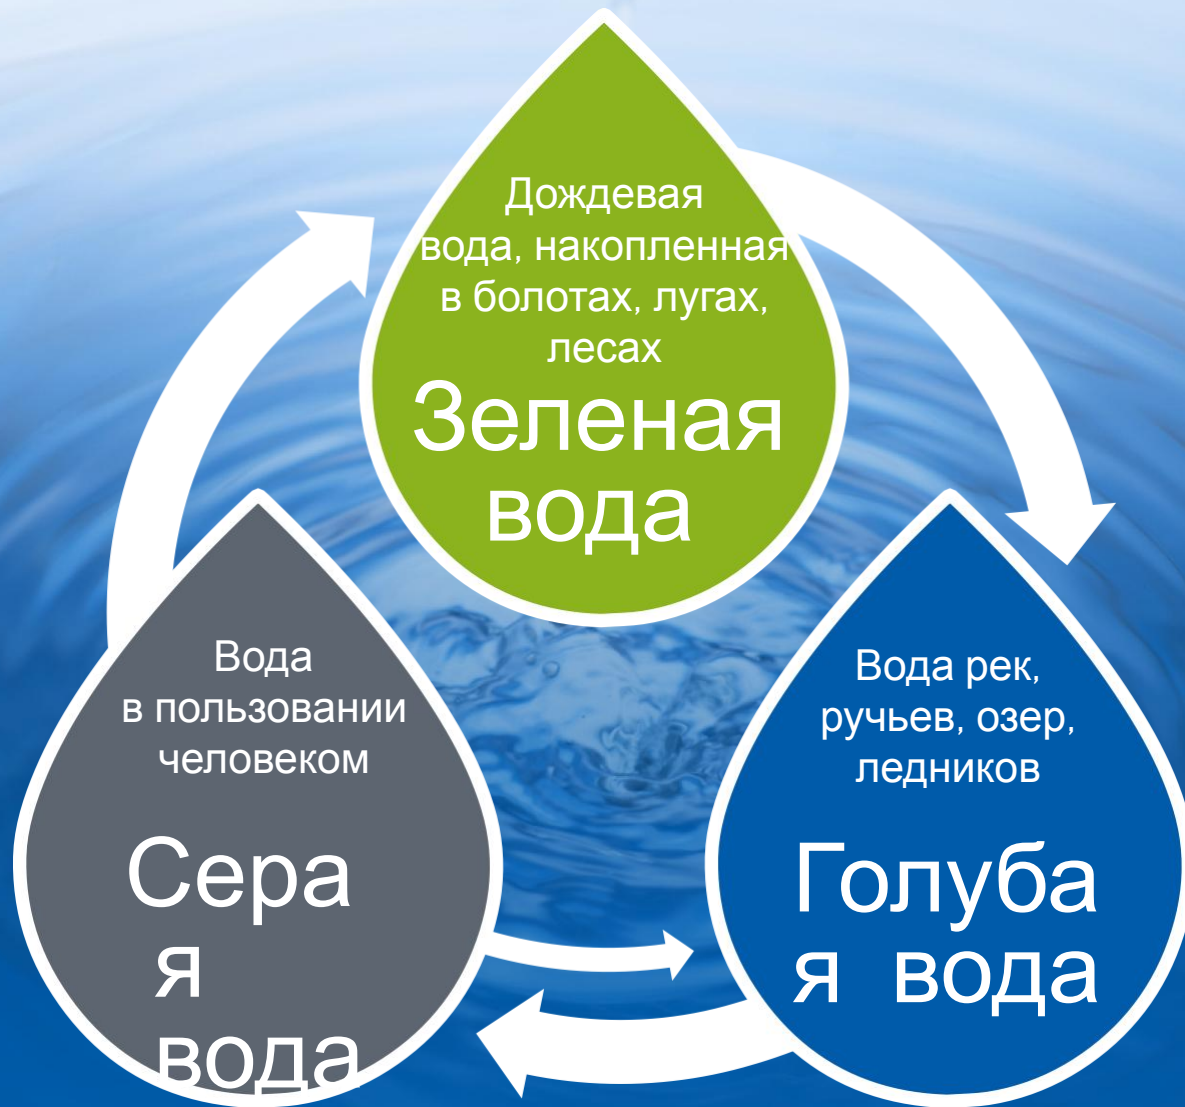 Дождевая
вода, накопленная
в болотах, лугах,
лесах
Зеленая
вода
Вода
в пользовании
человеком
Сера
я
вода
Вода рек,
ручьев, озер,
ледников
Голуба
я вода